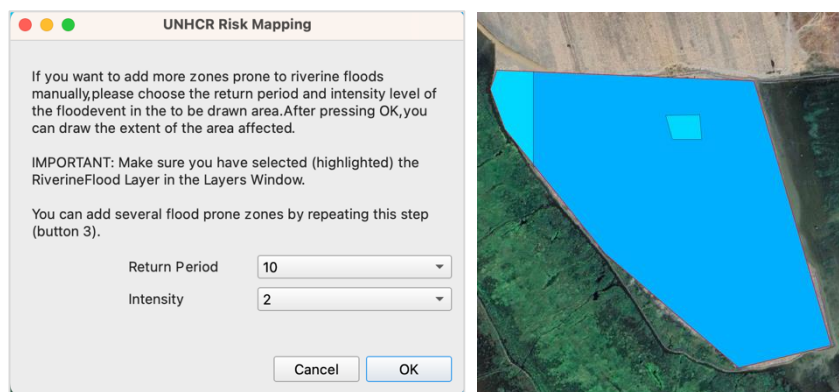 UNHCR Risk Mapping
If you want to add more zones prone to riverine floods
manually,please choose the return period and intensity level of
the floodevent in the to be drawn area.After pressing OK,you
can draw the extent of the area affected.
IMPORTANT: Make sure you have selected (highlighted) the
RiverineFlood Layer in the Layers Window.
You can add several flood prone zones by repeating this step
(button 3).
Return Period 10
Intensity 2
Cancel OK